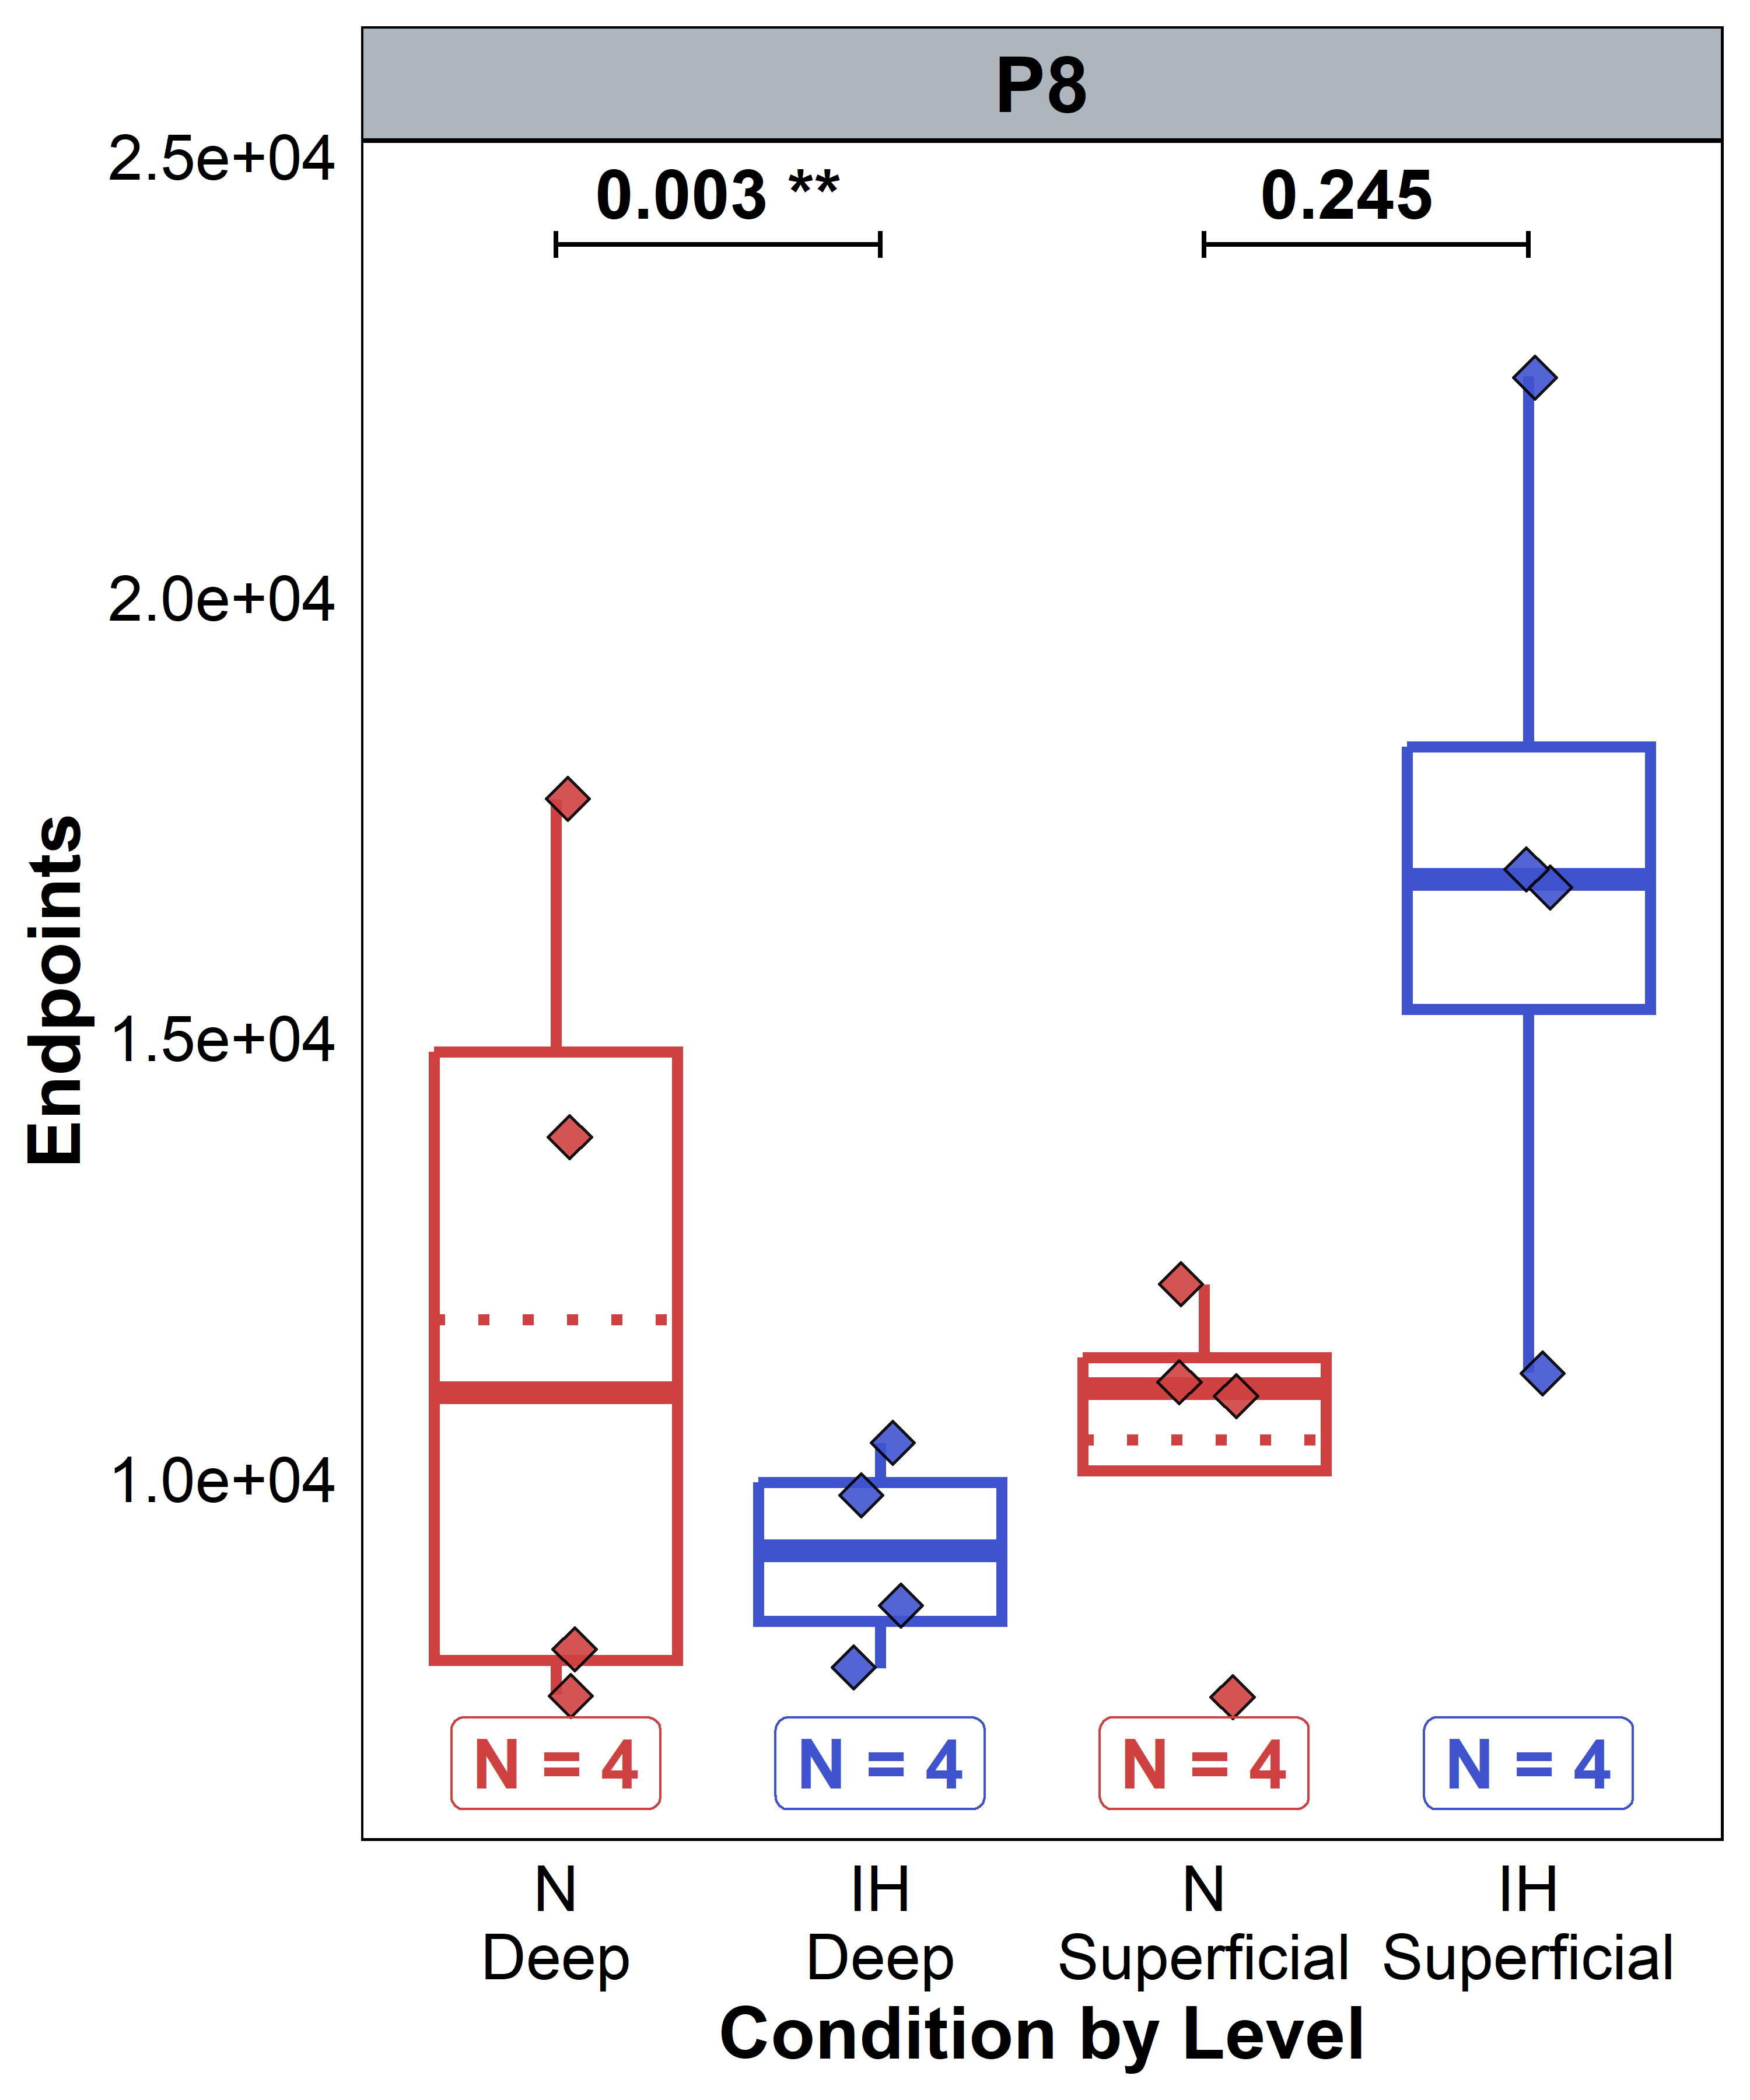 P8
2.5e+04
0.003 **
0.245
2.0e+04
1.5e+04
1.0e+04
Endpoints
N = 4
N = 4
N = 4
N = 4
N
Deep
IH
Deep
N
Superficial
IH
Superficial
Condition by Level